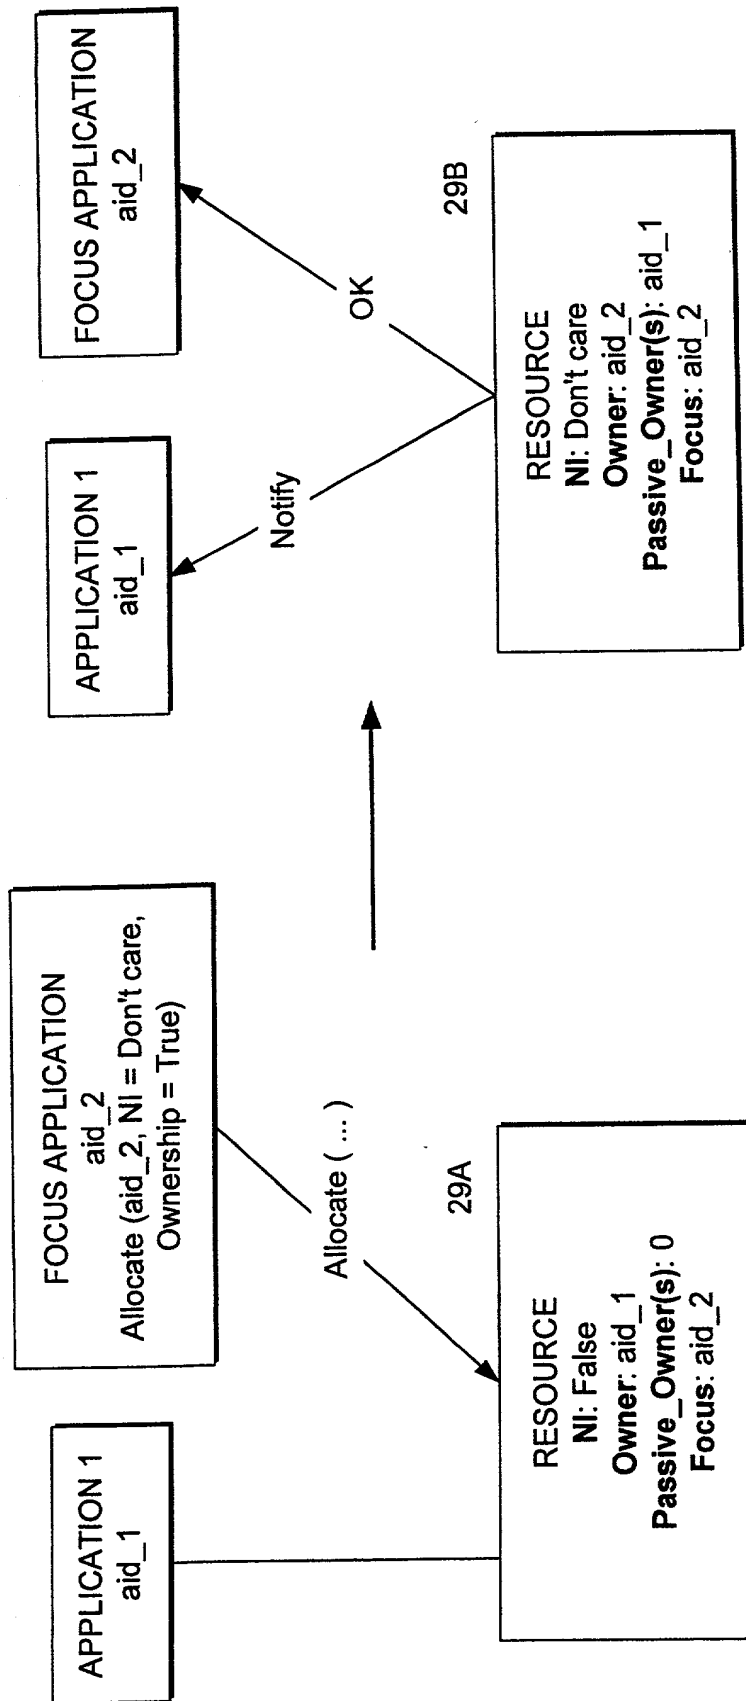 APPLICATION 1
aid_1
FOCUS APPLICATION
aid_2
Allocate (aid_2, NI = Don't care,
Ownership = True)
Allocate ( ... )
29A
RESOURCE
NI: False
Owner: aid_1
Passive_Owner(s): 0
Focus: aid_2
APPLICATION 1
aid_1
FOCUS APPLICATION
aid_2
Notify
OK
29B
RESOURCE
NI: Don't care
Owner: aid_2
Passive_Owner(s): aid_1
Focus: aid_2